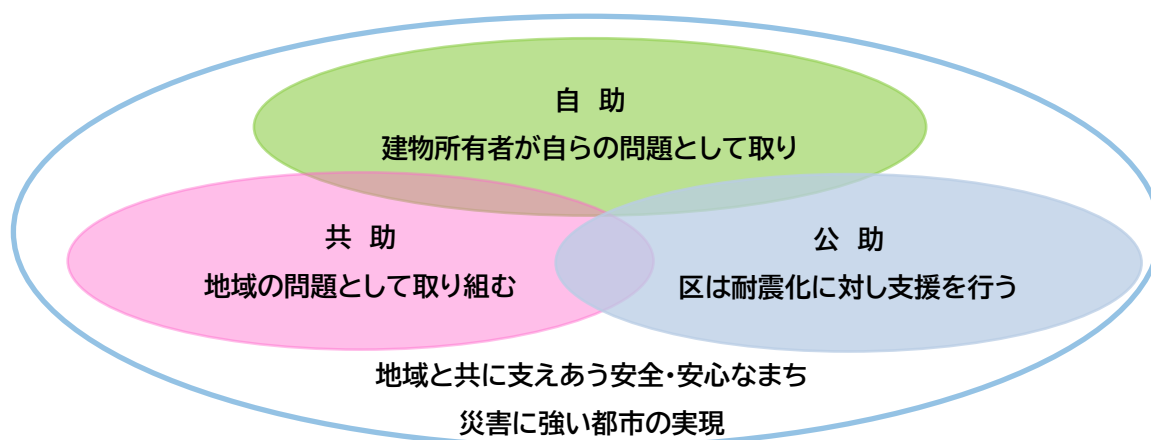 自 助
建物所有者が自らの問題として取り
共 助
地域の問題として取り組む
公 助
区は耐震化に対し支援を行う
地域と共に支えあう安全・安心なまち
災害に強い都市の実現